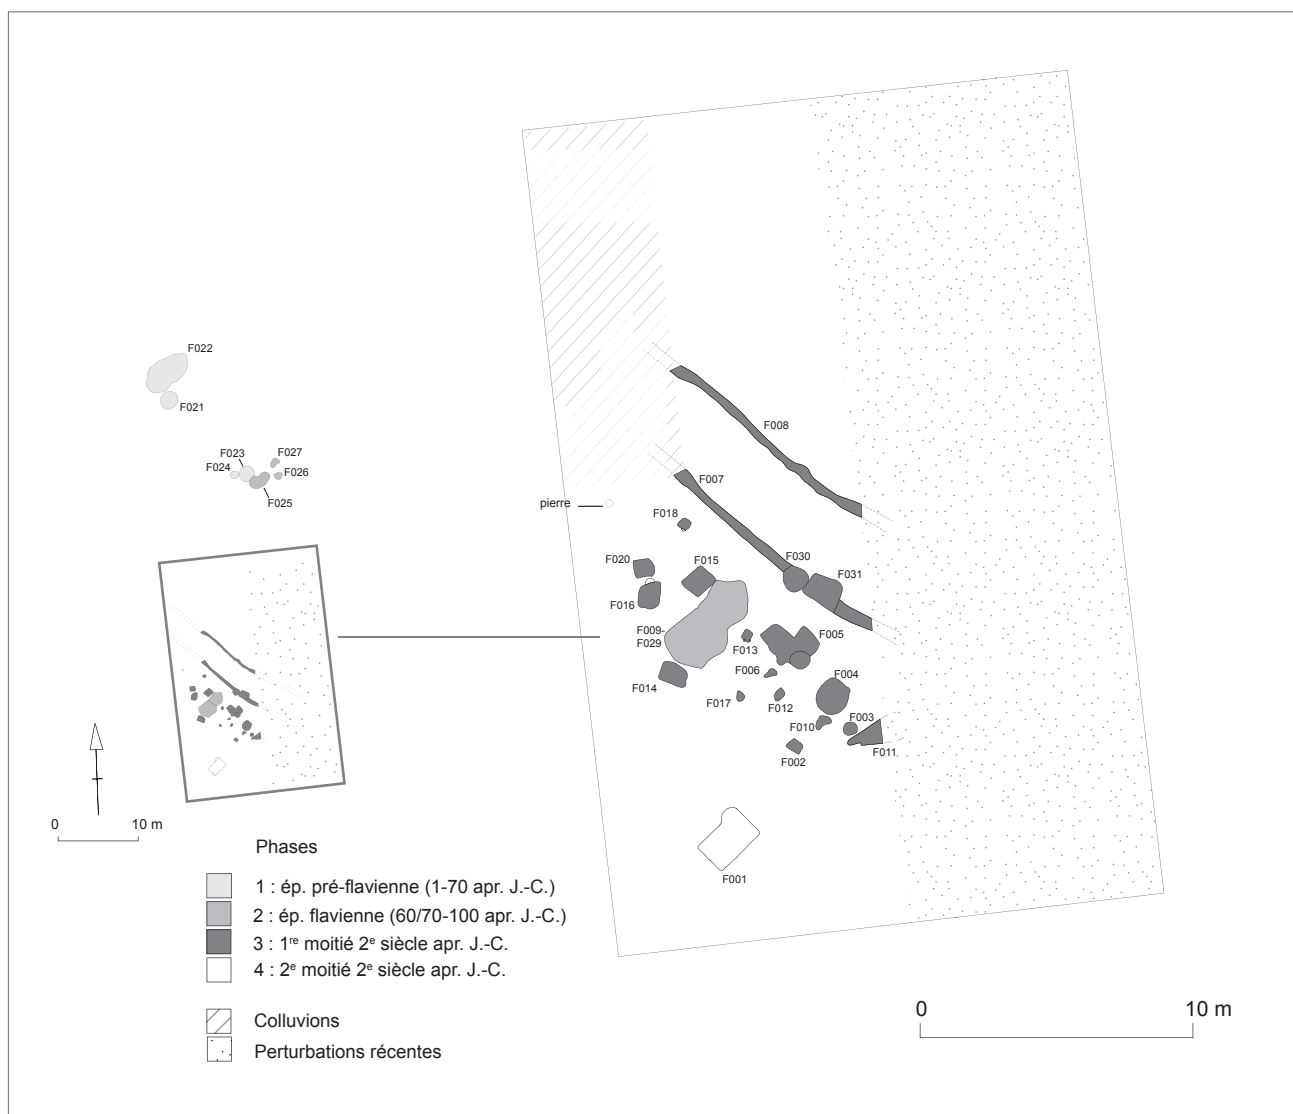 F022
F021
F023
F024
F027
F026
F025
0 10 m
F008
F007
pierre
F018
F020
F015
F030
F031
F016
F009-
F029
F013
F005
F006
F014
F004
F017
F012
F010
F003
F011
F002
F001
Phases
1 : ép. pré-flavienne (1-70 apr. J.-C.)
2 : ép. flavienne (60/70-100 apr. J.-C.)
3 : 1re moitié 2e siècle apr. J.-C.
4 : 2e moitié 2e siècle apr. J.-C.
Colluvions
Perturbations récentes
0 10 m